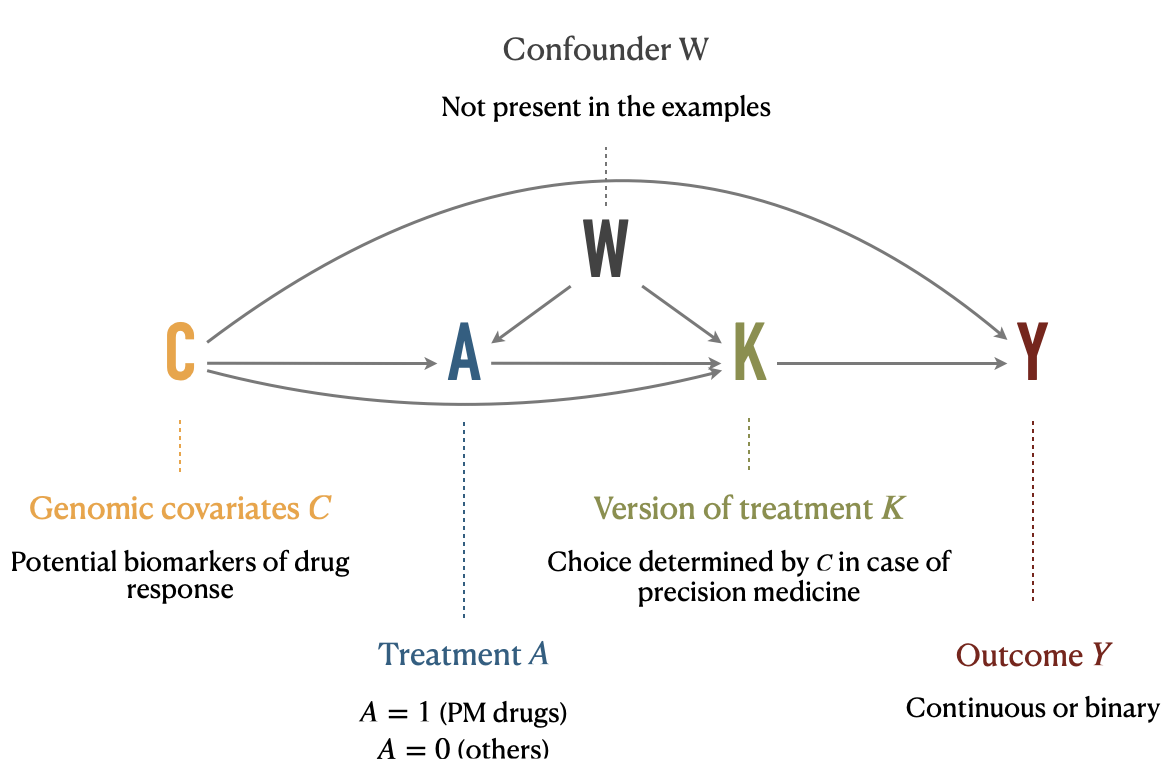 Confounder W
Not present in the examples
W
C
A
K
Y
Genomic covariates C
Potential biomarkers of drug
response
Version of treatment K
Choice determined by C in case of
precision medicine
Treatment A
A = 1 (PM drugs)
A = 0 (others)
Outcome Y
Continuous or binary